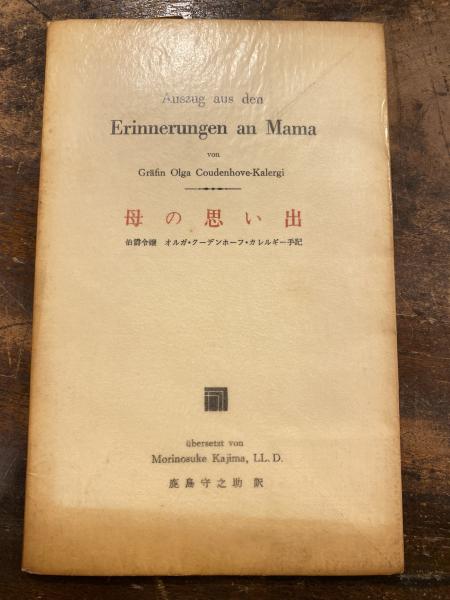 Auszug aus den
Erinnerungen an Mama
von
Gräfin Olga Coudenhove-Kalergi
母の思い出
伯爵令嬢 オルガ・クーデンホーフ・カレルギー手記
übersetzt von
Morinosuke Kajima, LL. D.
鹿島守之助 訳